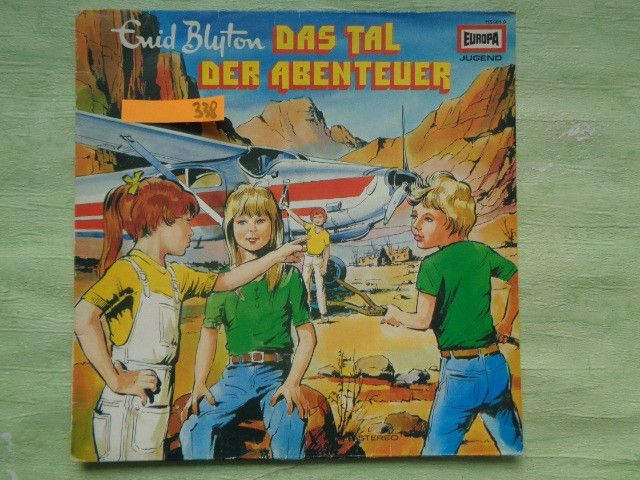 Enid Blyton DAS TAL
DER ABENTEUER
EUROPA
JUGEND
338
STEREO